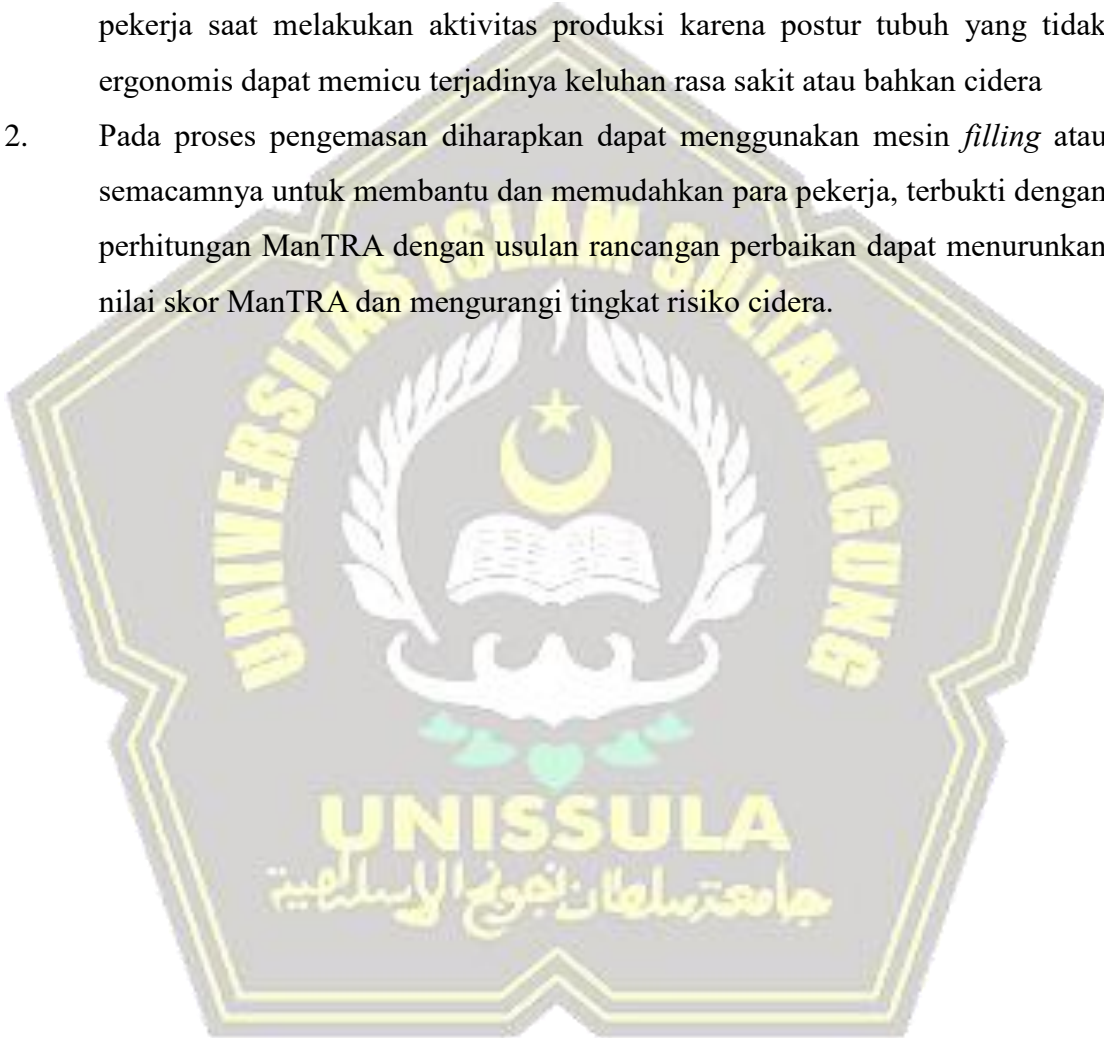 pekerja saat melakukan aktivitas produksi karena postur tubuh yang tidak
ergonomis dapat memicu terjadinya keluhan rasa sakit atau bahkan cidera
2. Pada proses pengemasan diharapkan dapat menggunakan mesin filling atau
semacamnya untuk membantu dan memudahkan para pekerja, terbukti dengan
perhitungan ManTRA dengan usulan rancangan perbaikan dapat menurunkan
nilai skor ManTRA dan mengurangi tingkat risiko cidera.
UNIVERSITAS ISLAM SULTAN AGUNG
UNISSULA
جامعتسلطان أجونج الإسلامية